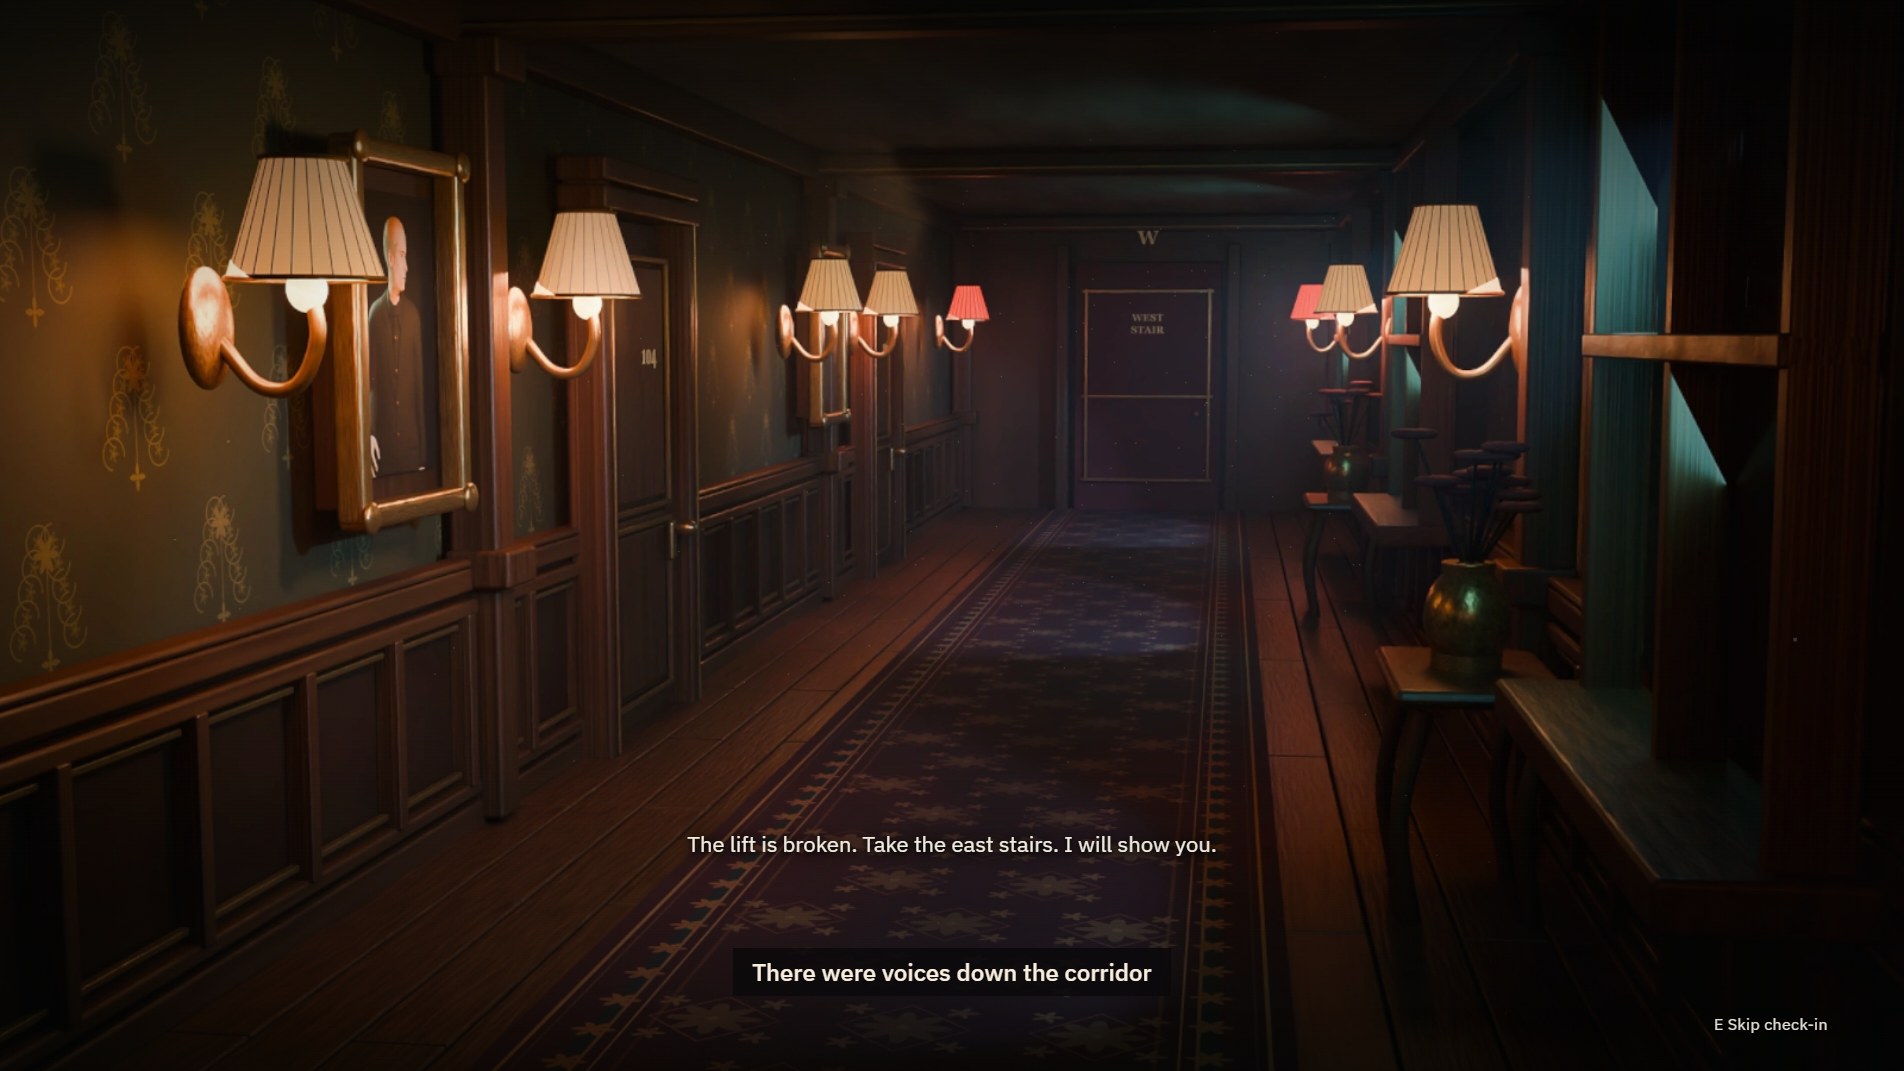 W
WEST
STAIR
104
The lift is broken. Take the east stairs. I will show you.
There were voices down the corridor
E Skip check-in